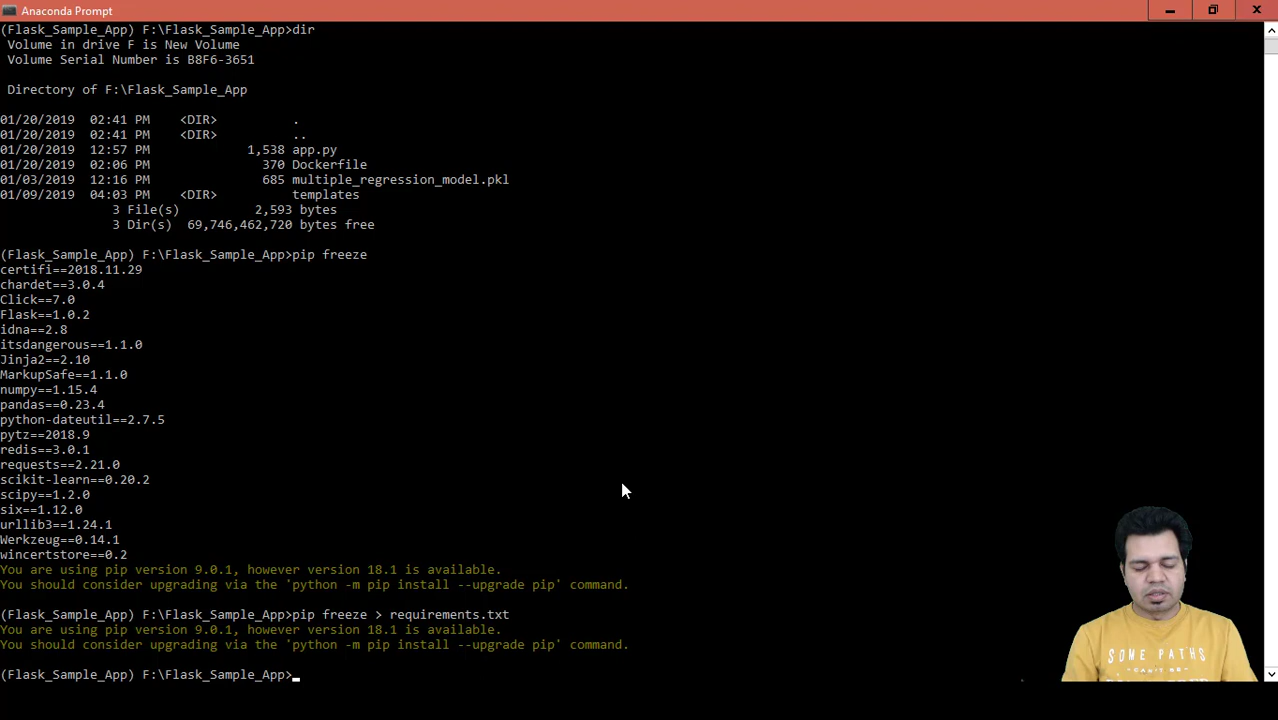 Anaconda Prompt
(Flask_Sample_App) F:\Flask_Sample_App>dir
 Volume in drive F is New Volume
 Volume Serial Number is B8F6-3651

 Directory of F:\Flask_Sample_App

01/20/2019  02:41 PM    <DIR>          .
01/20/2019  02:41 PM    <DIR>          ..
01/20/2019  12:57 PM             1,538 app.py
01/20/2019  02:06 PM               370 Dockerfile
01/03/2019  12:16 PM               685 multiple_regression_model.pkl
01/09/2019  04:03 PM    <DIR>          templates
               3 File(s)          2,593 bytes
               3 Dir(s)  69,746,462,720 bytes free

(Flask_Sample_App) F:\Flask_Sample_App>pip freeze
certifi==2018.11.29
chardet==3.0.4
Click==7.0
Flask==1.0.2
idna==2.8
itsdangerous==1.1.0
Jinja2==2.10
MarkupSafe==1.1.0
numpy==1.15.4
pandas==0.23.4
python-dateutil==2.7.5
pytz==2018.9
redis==3.0.1
requests==2.21.0
scikit-learn==0.20.2
scipy==1.2.0
six==1.12.0
urllib3==1.24.1
Werkzeug==0.14.1
wincertstore==0.2
You are using pip version 9.0.1, however version 18.1 is available.
You should consider upgrading via the 'python -m pip install --upgrade pip' command.

(Flask_Sample_App) F:\Flask_Sample_App>pip freeze > requirements.txt
You are using pip version 9.0.1, however version 18.1 is available.
You should consider upgrading via the 'python -m pip install --upgrade pip' command.

(Flask_Sample_App) F:\Flask_Sample_App>
SOME PATHS
CAN'T BE